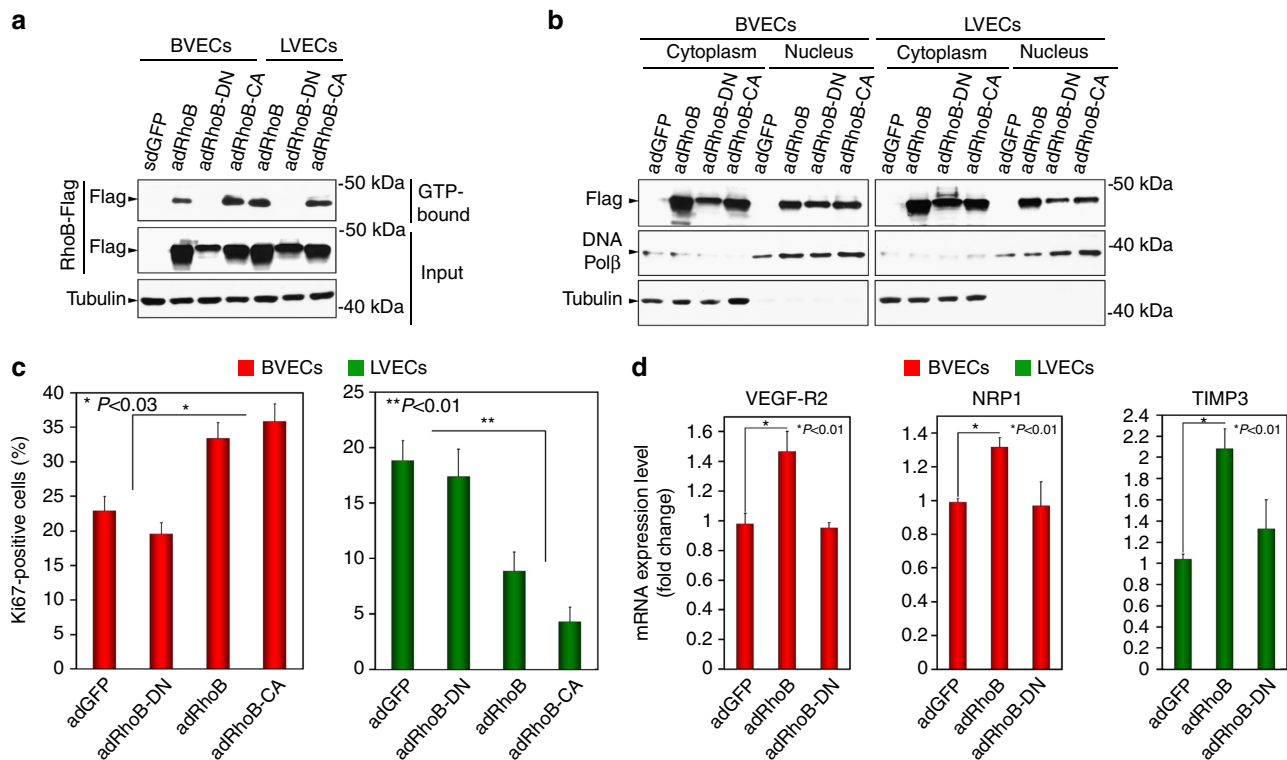 a
BVECs LVECs
sdGFP
adRhoB
adRhoB-DN
adRhoB-CA
adRhoB
adRhoB-DN
adRhoB-CA
RhoB-Flag
Flag
-50 kDa
GTP-
bound
Flag
-50 kDa
Input
Tubulin
-40 kDa
b
BVECs LVECs
Cytoplasm Nucleus Cytoplasm Nucleus
adGFP
adRhoB
adRhoB-DN
adRhoB-CA
adGFP
adRhoB
adRhoB-DN
adRhoB-CA
adGFP
adRhoB
adRhoB-DN
adRhoB-CA
adGFP
adRhoB
adRhoB-DN
adRhoB-CA
Flag
-50 kDa
DNA
Polβ
-40 kDa
Tubulin
-40 kDa
c
BVECs LVECs
Ki67-positive cells (%)
* P<0.03
*
40
35
30
25
20
15
10
5
0
adGFP
adRhoB-DN
adRhoB
adRhoB-CA
**P<0.01
**
25
20
15
10
5
0
adGFP
adRhoB-DN
adRhoB
adRhoB-CA
d
BVECs LVECs
mRNA expression level
(fold change)
VEGF-R2
*
*P<0.01
1.6
1.4
1.2
1
0.8
0.6
0.4
0.2
0
adGFP
adRhoB
adRhoB-DN
NRP1
*
*P<0.01
1.4
1.2
1
0.8
0.6
0.4
0.2
0
adGFP
adRhoB
adRhoB-DN
TIMP3
*
*P<0.01
2.4
2.2
2
1.8
1.6
1.4
1.2
1
0.8
0.6
0.4
0.2
0
adGFP
adRhoB
adRhoB-DN